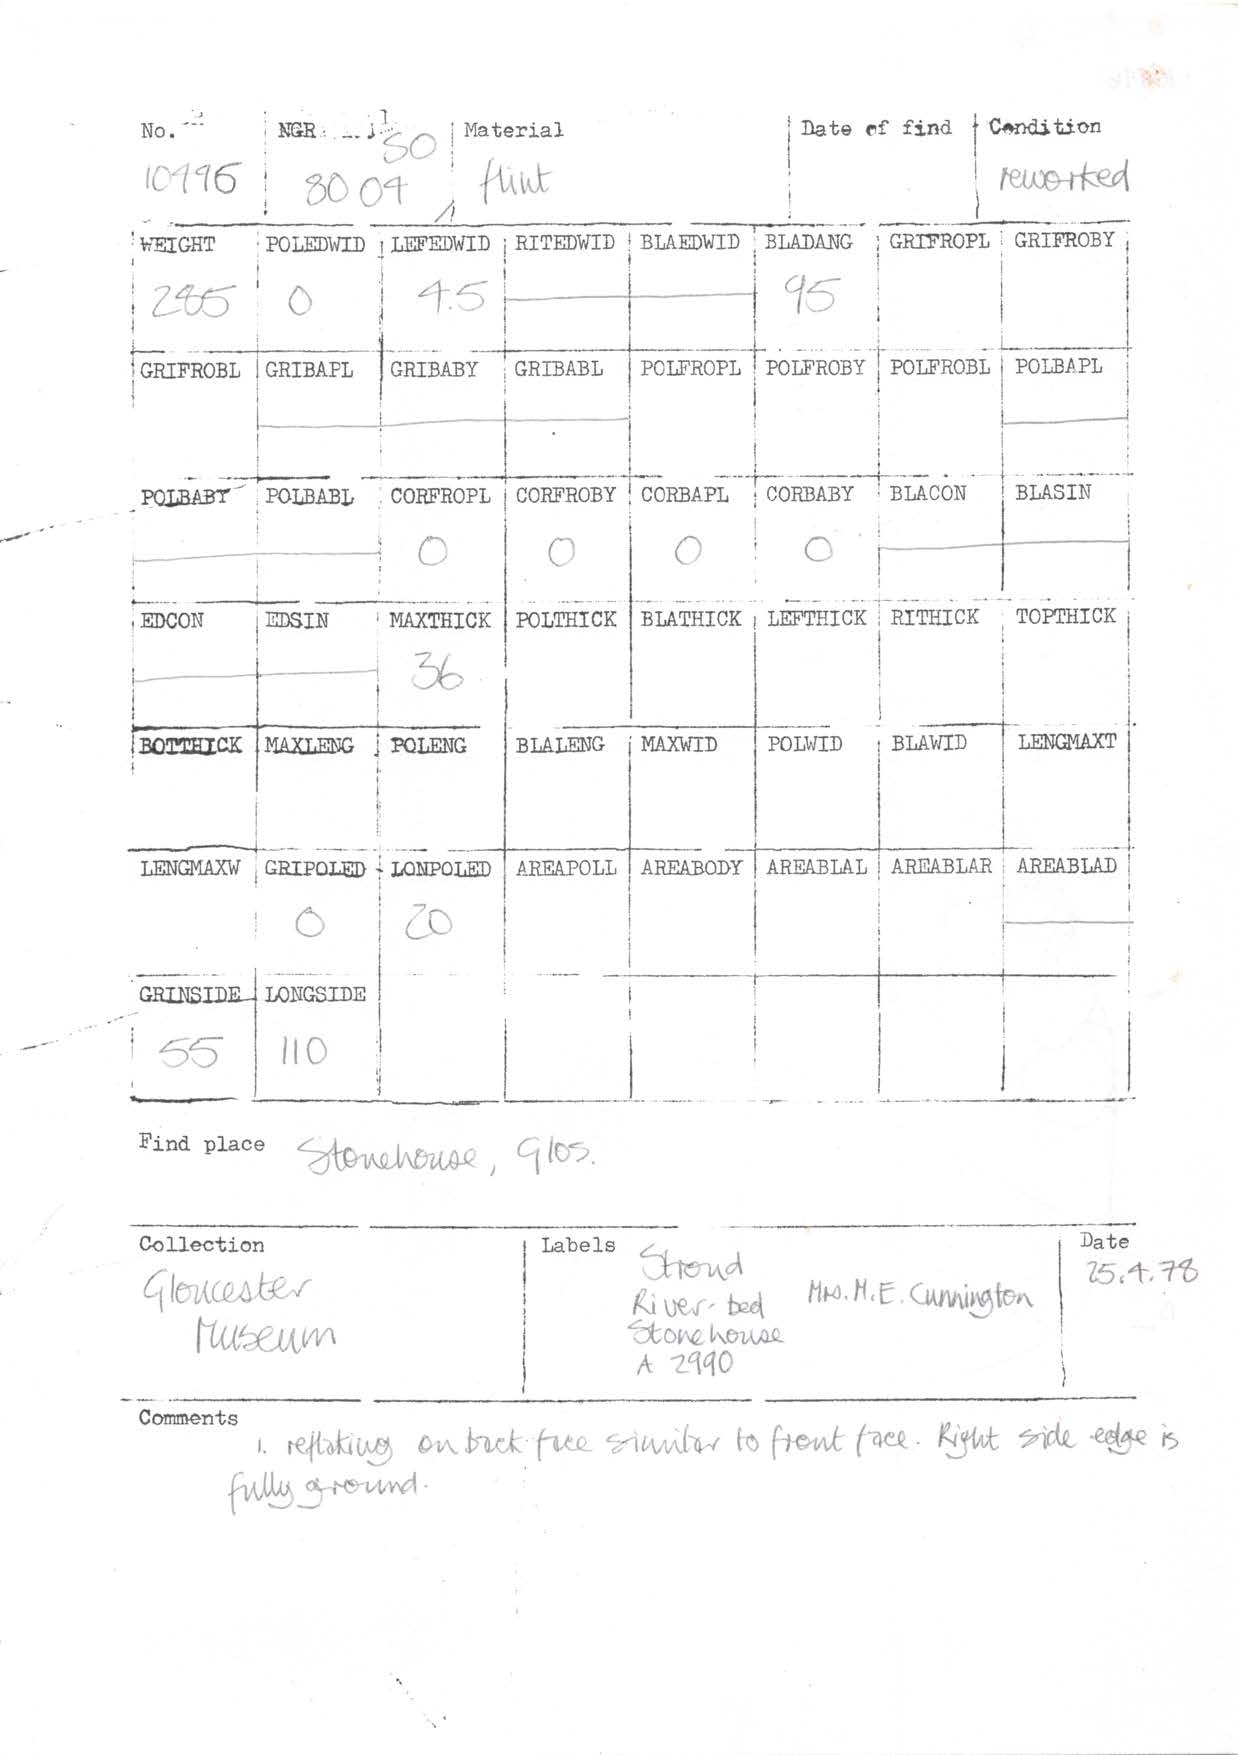 No. NGR Material Date of find Condition
SO
10496 8004 flint reworked
WEIGHT POLEDWID LEFEDWID RITEDWID BLAEDWID BLADANG GRIFROPL GRIFROBY
285 0 4.5 95
GRIFROBL GRIBAPL GRIBABY GRIBABL POLFROPL POLFROBY POLFROBL POLBAPL
POLBABY POLBABL CORFROPL CORFROBY CORBAPL CORBABY BLACON BLASIN
0 0 0 0
EDCON EDSIN MAXTHICK POLTHICK BLATHICK LEFTHICK RITHICK TOPTHICK
36
BOTTHICK MAXLENG POLENG BLALENG MAXWID POLWID BLAWID LENGMAXT
LENGMAXW GRIPOLED LONPOLED AREAPOLL AREABODY AREABLAL AREABLAR AREABLAD
0 20
GRINSIDE LONGSIDE
55 110
Find place Stonehouse, Glos.
Collection Labels Date
Gloucester Stroud 25.4.78
Museum River-bed Mrs. M.E. Cunnington
Stonehouse
A 2990
Comments
1. reflaking on back face similar to front face. Right side edge is
fully ground.